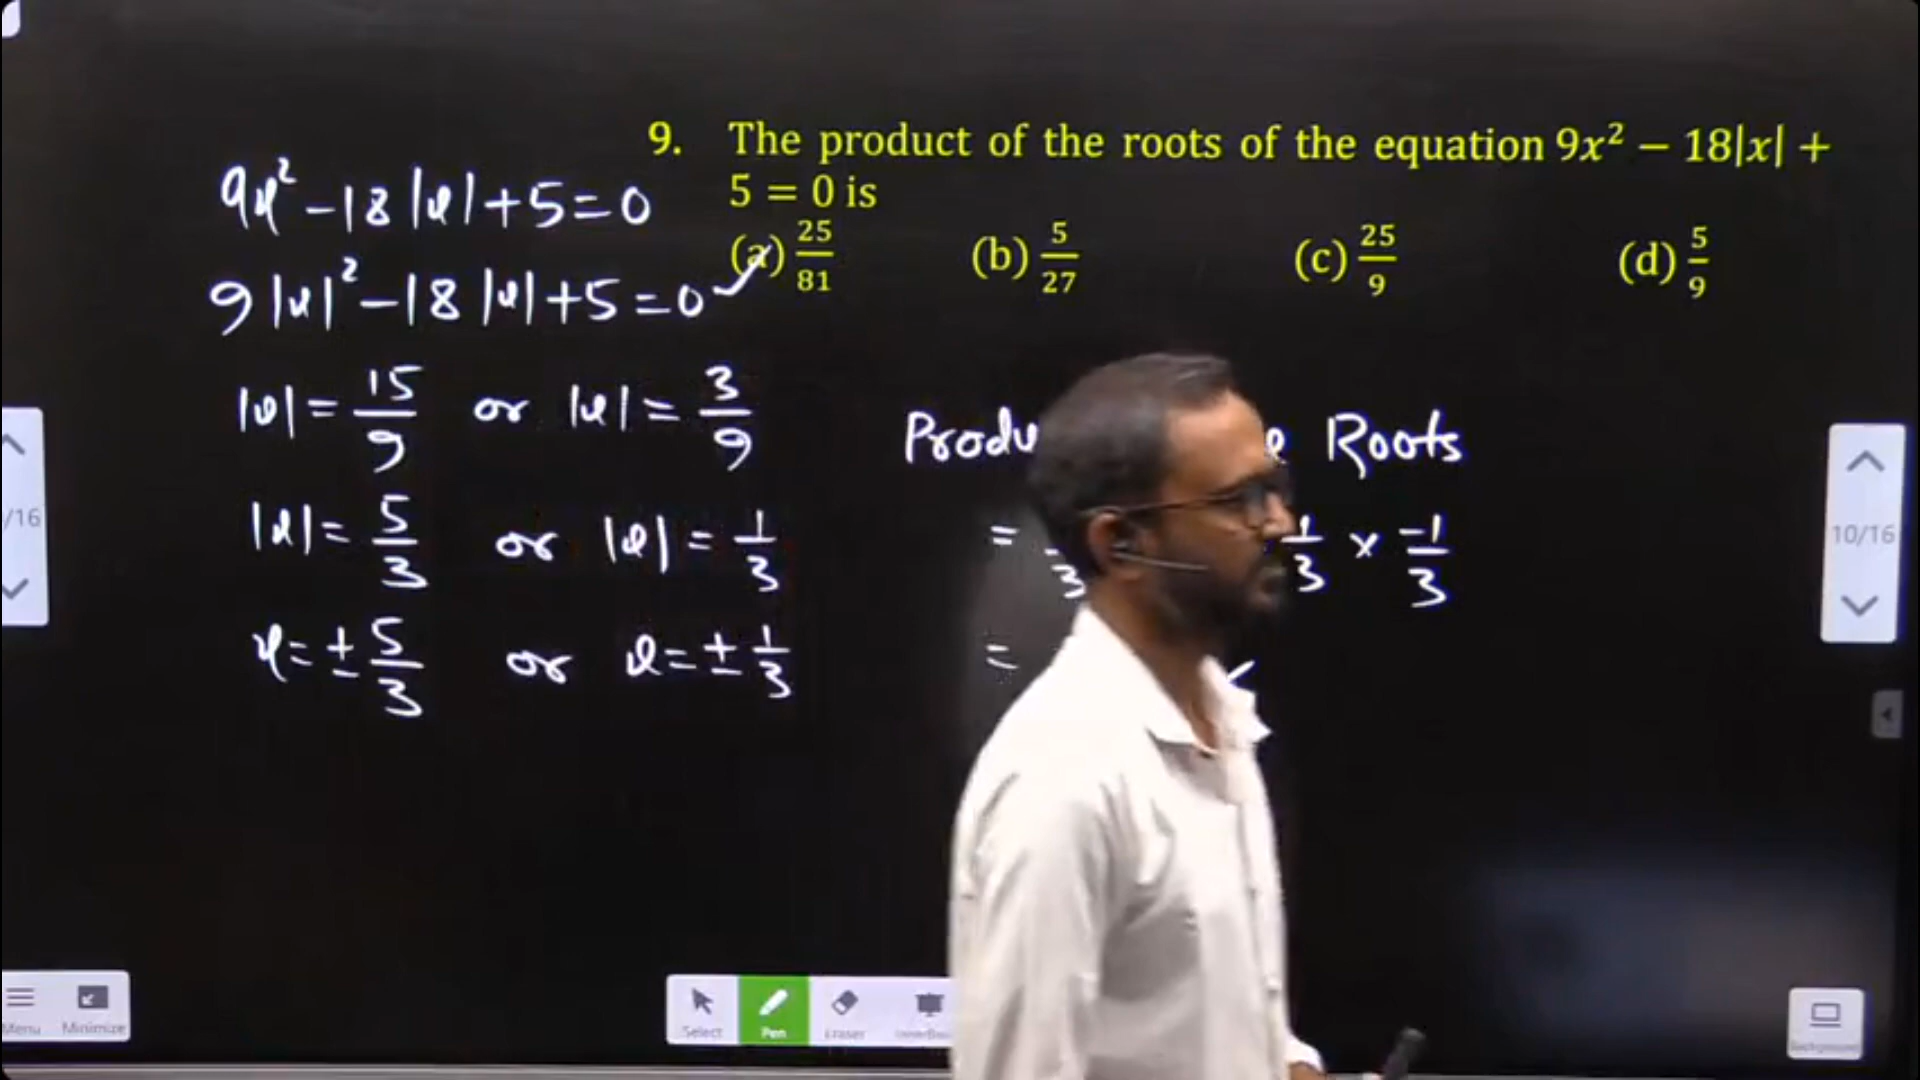 9. The product of the roots of the equation 9x² − 18|x| +
5 = 0 is
(a) 25/81 (b) 5/27 (c) 25/9 (d) 5/9
9x² − 18|x| + 5 = 0
9|x|² − 18|x| + 5 = 0
|x| = 15/9 or |x| = 3/9
|x| = 5/3 or |x| = 1/3
x = ± 5/3 or x = ± 1/3
Roots
=
1/3 × −1/3
=
/16
10/16
Menu
Minimize
Select
Pen
Eraser
Background